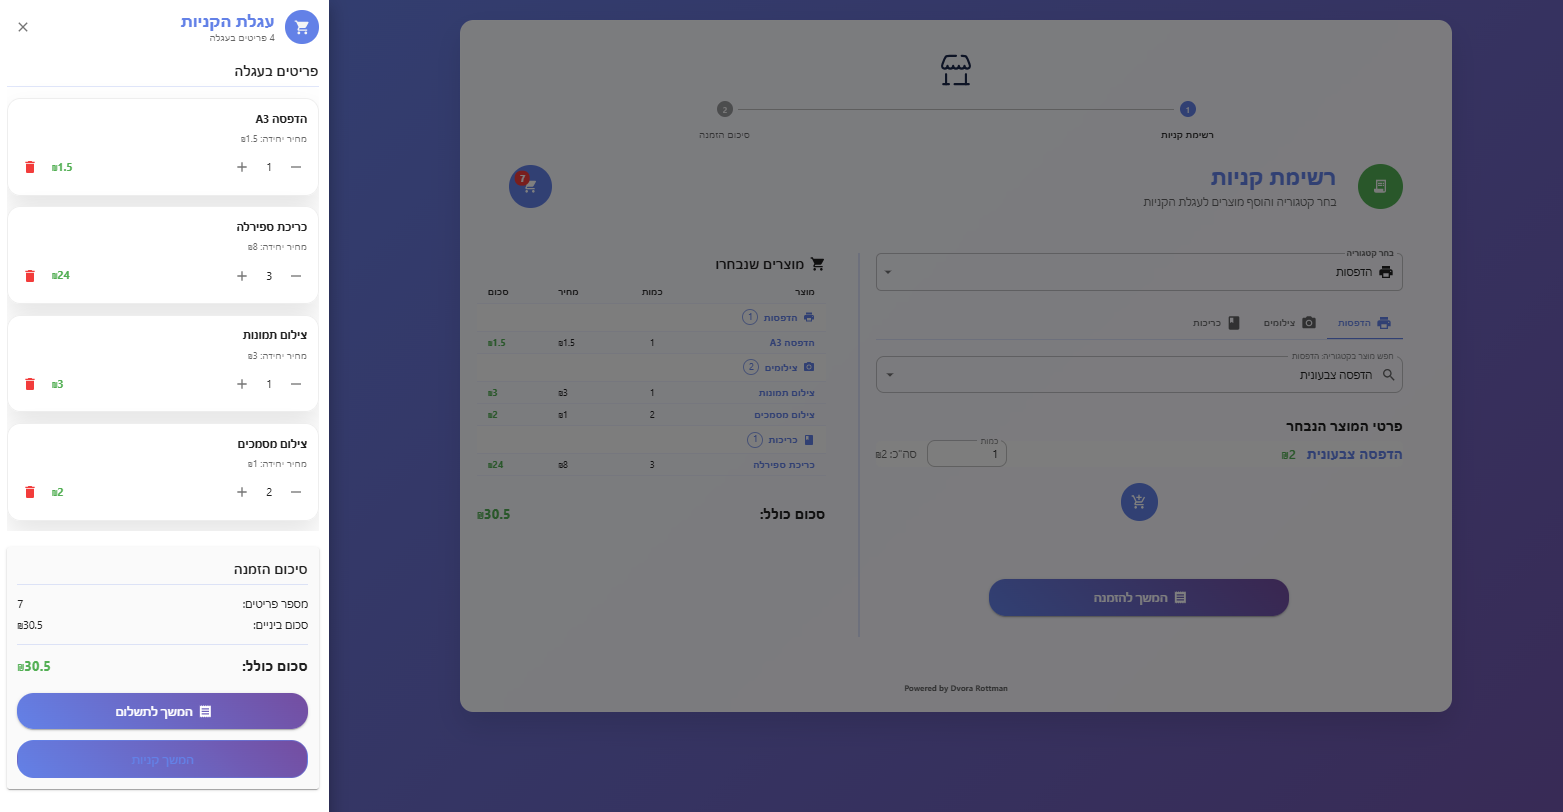 עגלת הקניות
4 פריטים בעגלה
פריטים בעגלה
הדפסה A3
מחיר יחידה: ₪1.5
1
₪1.5
כריכת ספירלה
מחיר יחידה: ₪8
3
₪24
צילום תמונות
מחיר יחידה: ₪3
1
₪3
צילום מסמכים
מחיר יחידה: ₪1
2
₪2
סיכום הזמנה
מספר פריטים: 7
סכום ביניים: ₪30.5
סכום כולל: ₪30.5
המשך לתשלום
המשך קניות
1
רשימת קניות
2
סיכום הזמנה
רשימת קניות
בחר קטגוריה והוסף מוצרים לעגלת הקניות
7
בחר קטגוריה
הדפסות
הדפסות צילומים כריכות
חפש מוצר בקטגוריה: הדפסות
הדפסה צבעונית
פרטי המוצר הנבחר
הדפסה צבעונית ₪2
כמות
1
סה"כ: ₪2
המשך להזמנה
מוצרים שנבחרו
מוצר כמות מחיר סכום
הדפסות 1
הדפסה A3 1 ₪1.5 ₪1.5
צילומים 2
צילום תמונות 1 ₪3 ₪3
צילום מסמכים 2 ₪1 ₪2
כריכות 1
כריכת ספירלה 3 ₪8 ₪24
סכום כולל: ₪30.5
Powered by Dvora Rottman